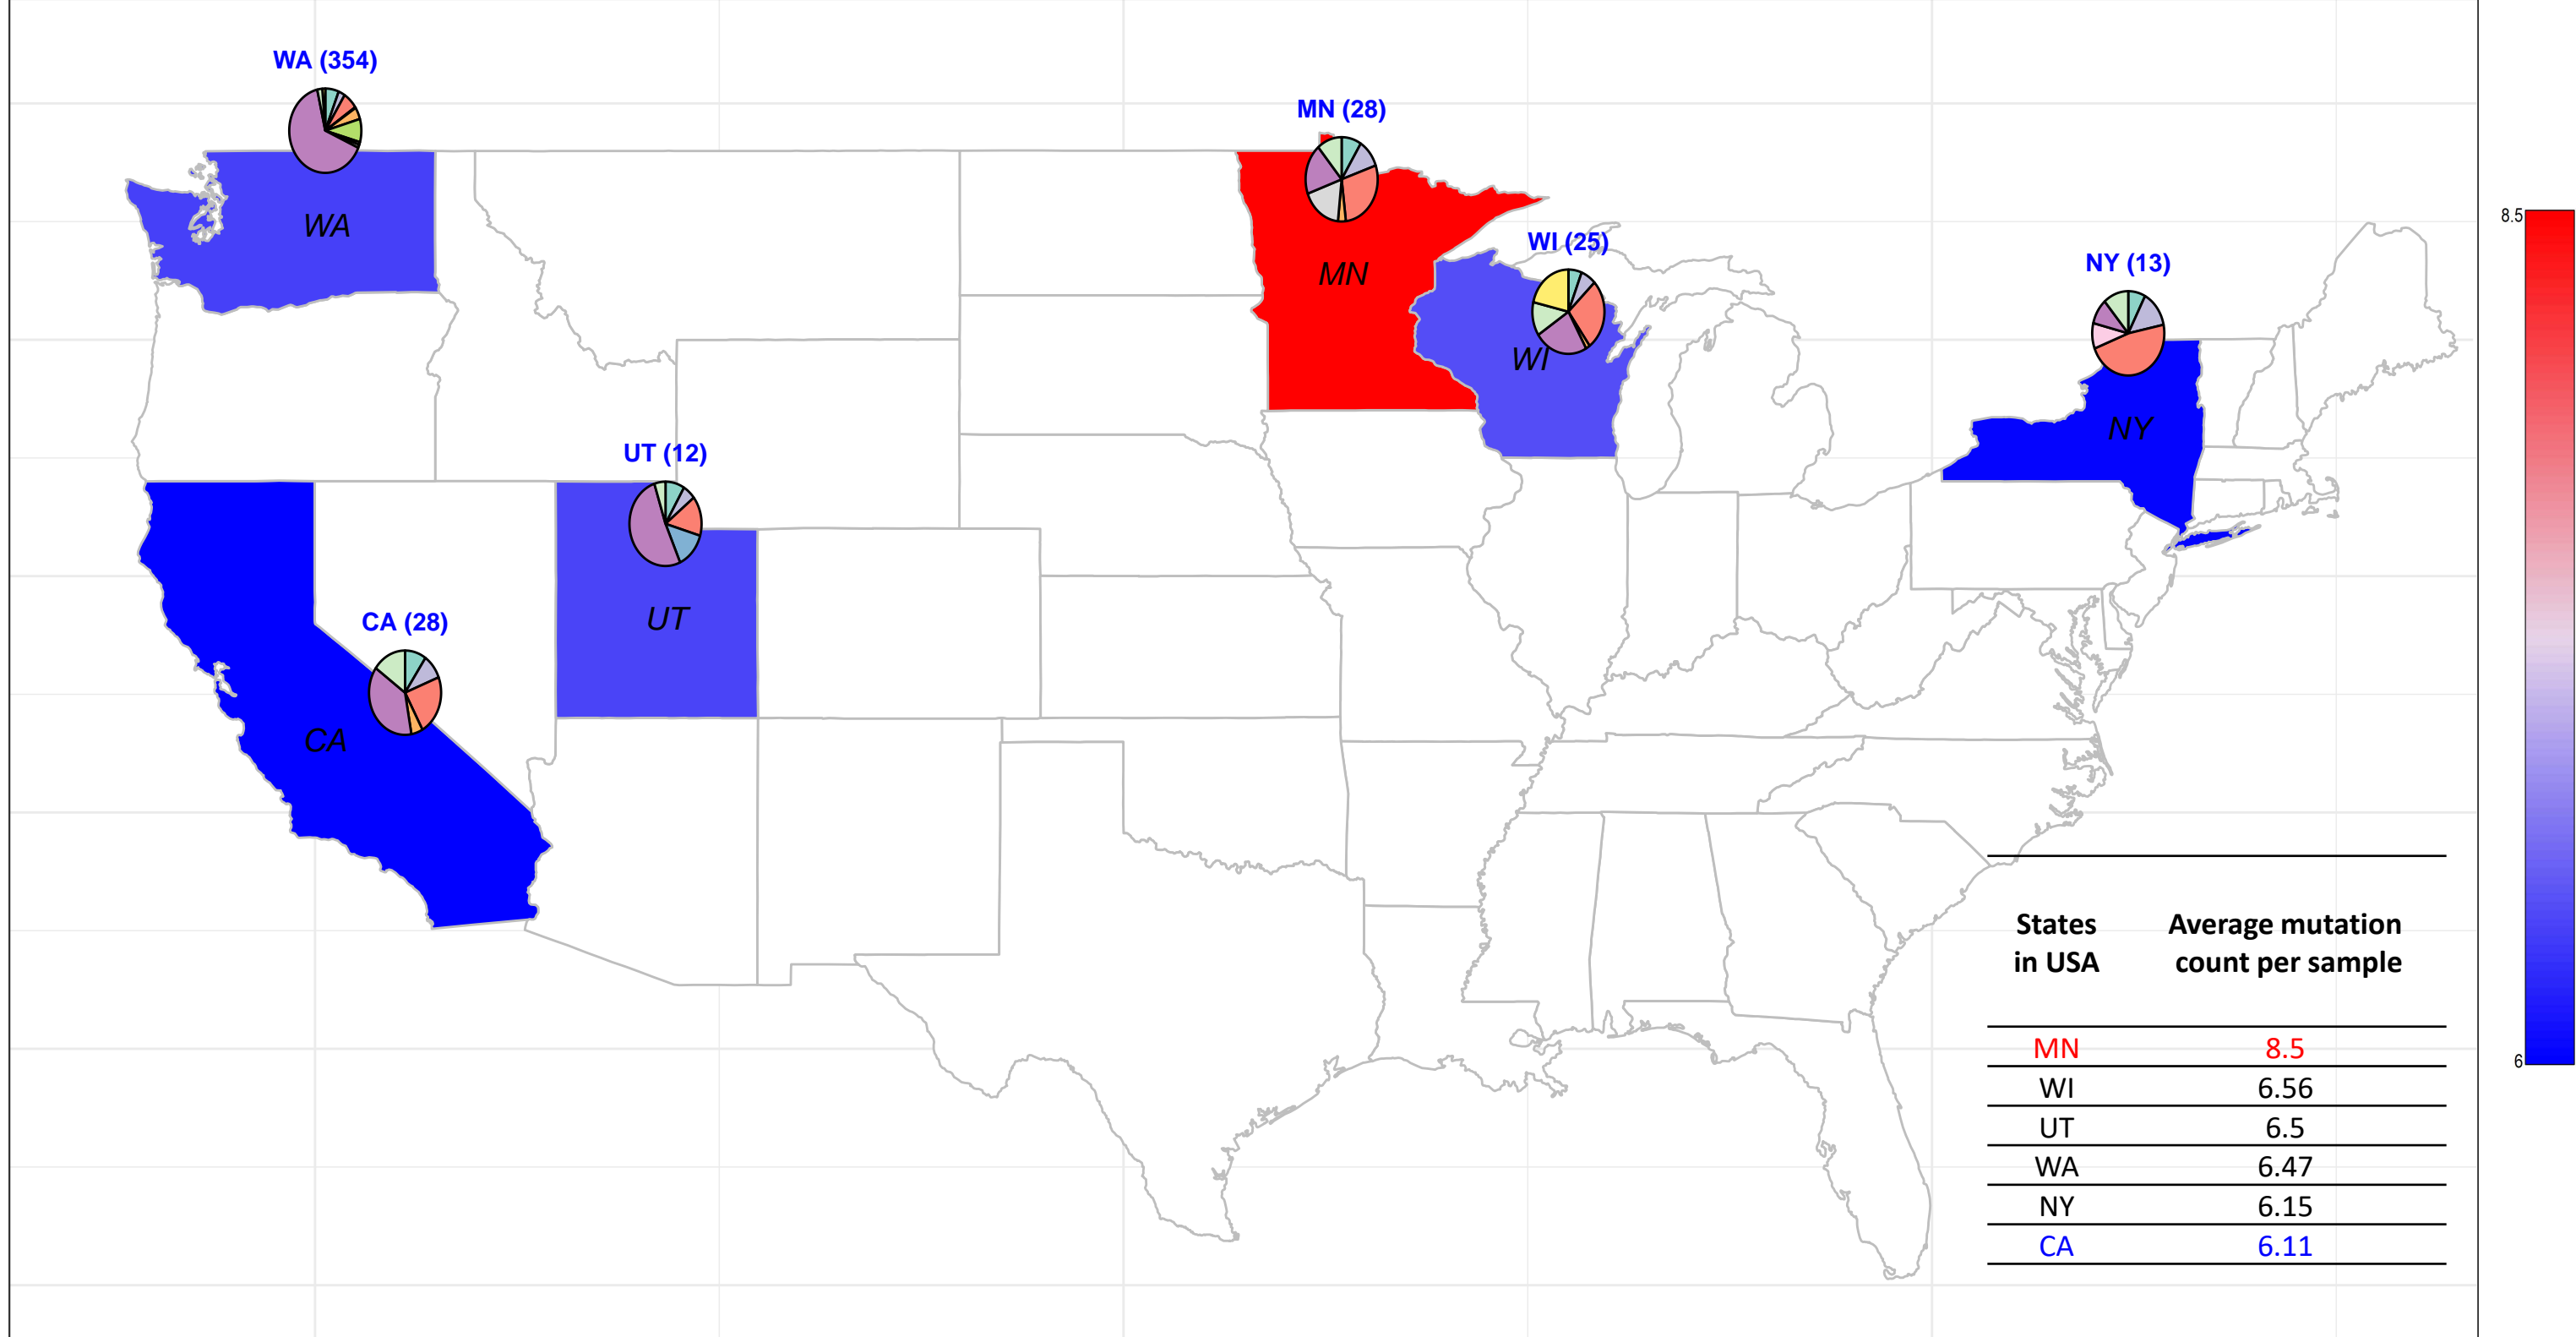 WA (354)
MN (28)
WA
8.5
WI (25)
NY (13)
MN
WI
NY
UT (12)
UT
CA (28)
CA
States in USA
Average mutation count per sample
6
MN 8.5
WI 6.56
UT 6.5
WA 6.47
NY 6.15
CA 6.11